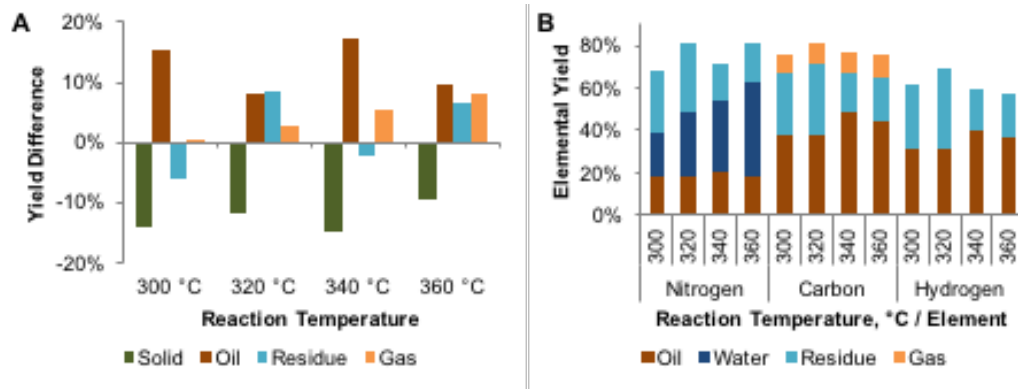 A
20%
10%
0%
-10%
-20%
Yield Difference
300 °C 320 °C 340 °C 360 °C
Reaction Temperature
Solid Oil Residue Gas
B
80%
60%
40%
20%
0%
Elemental Yield
300 320 340 360 300 320 340 360 300 320 340 360
Nitrogen Carbon Hydrogen
Reaction Temperature, °C / Element
Oil Water Residue Gas